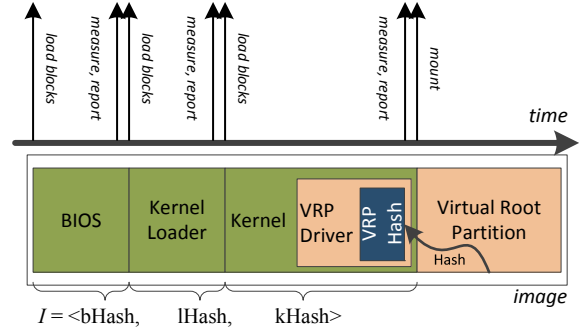 load blocks
measure, report
load blocks
measure, report
load blocks
measure, report
mount
time
BIOS
Kernel
Loader
Kernel
VRP
Driver
VRP
Hash
Virtual Root
Partition
Hash
image
I = <bHash, lHash, kHash>